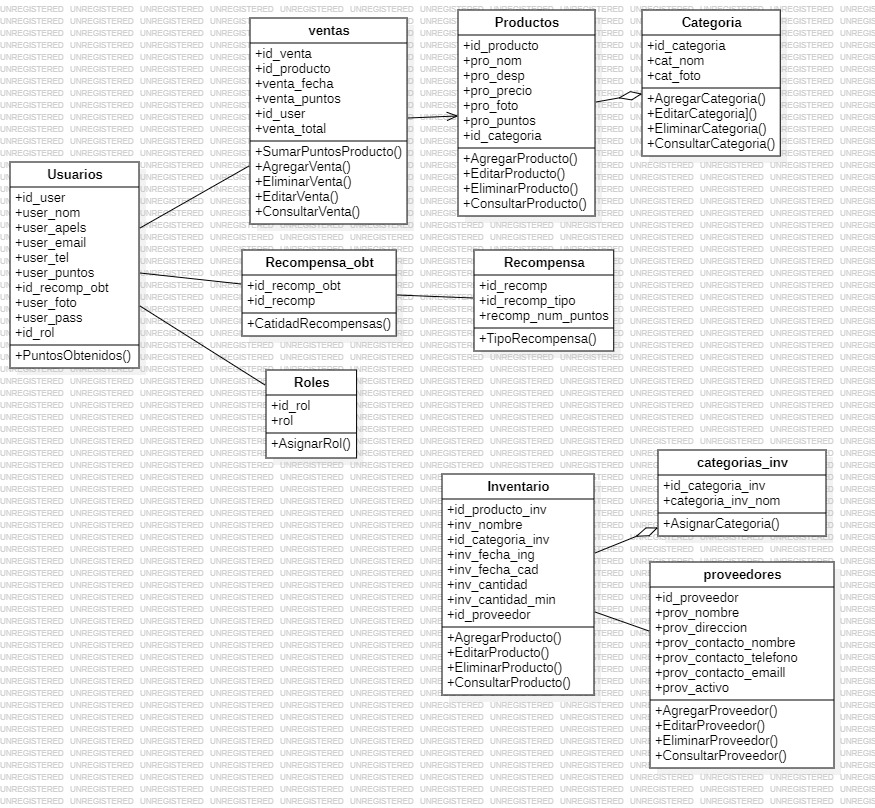 ventas
+id_venta
+id_producto
+venta_fecha
+venta_puntos
+id_user
+venta_total
+SumarPuntosProducto()
+AgregarVenta()
+EliminarVenta()
+EditarVenta()
+ConsultarVenta()
Productos
+id_producto
+pro_nom
+pro_desp
+pro_precio
+pro_foto
+pro_puntos
+id_categoria
+AgregarProducto()
+EditarProducto()
+EliminarProducto()
+ConsultarProducto()
Categoria
+id_categoria
+cat_nom
+cat_foto
+AgregarCategoria()
+EditarCategoria]()
+EliminarCategoria()
+ConsultarCategoria()
Usuarios
+id_user
+user_nom
+user_apels
+user_email
+user_tel
+user_puntos
+id_recomp_obt
+user_foto
+user_pass
+id_rol
+PuntosObtenidos()
Recompensa_obt
+id_recomp_obt
+id_recomp
+CatidadRecompensas()
Recompensa
+id_recomp
+id_recomp_tipo
+recomp_num_puntos
+TipoRecompensa()
Roles
+id_rol
+rol
+AsignarRol()
Inventario
+id_producto_inv
+inv_nombre
+id_categoria_inv
+inv_fecha_ing
+inv_fecha_cad
+inv_cantidad
+inv_cantidad_min
+id_proveedor
+AgregarProducto()
+EditarProducto()
+EliminarProducto()
+ConsultarProducto()
categorias_inv
+id_categoria_inv
+categoria_inv_nom
+AsignarCategoria()
proveedores
+id_proveedor
+prov_nombre
+prov_direccion
+prov_contacto_nombre
+prov_contacto_telefono
+prov_contacto_emaill
+prov_activo
+AgregarProveedor()
+EditarProveedor()
+EliminarProveedor()
+ConsultarProveedor()
UNREGISTERED